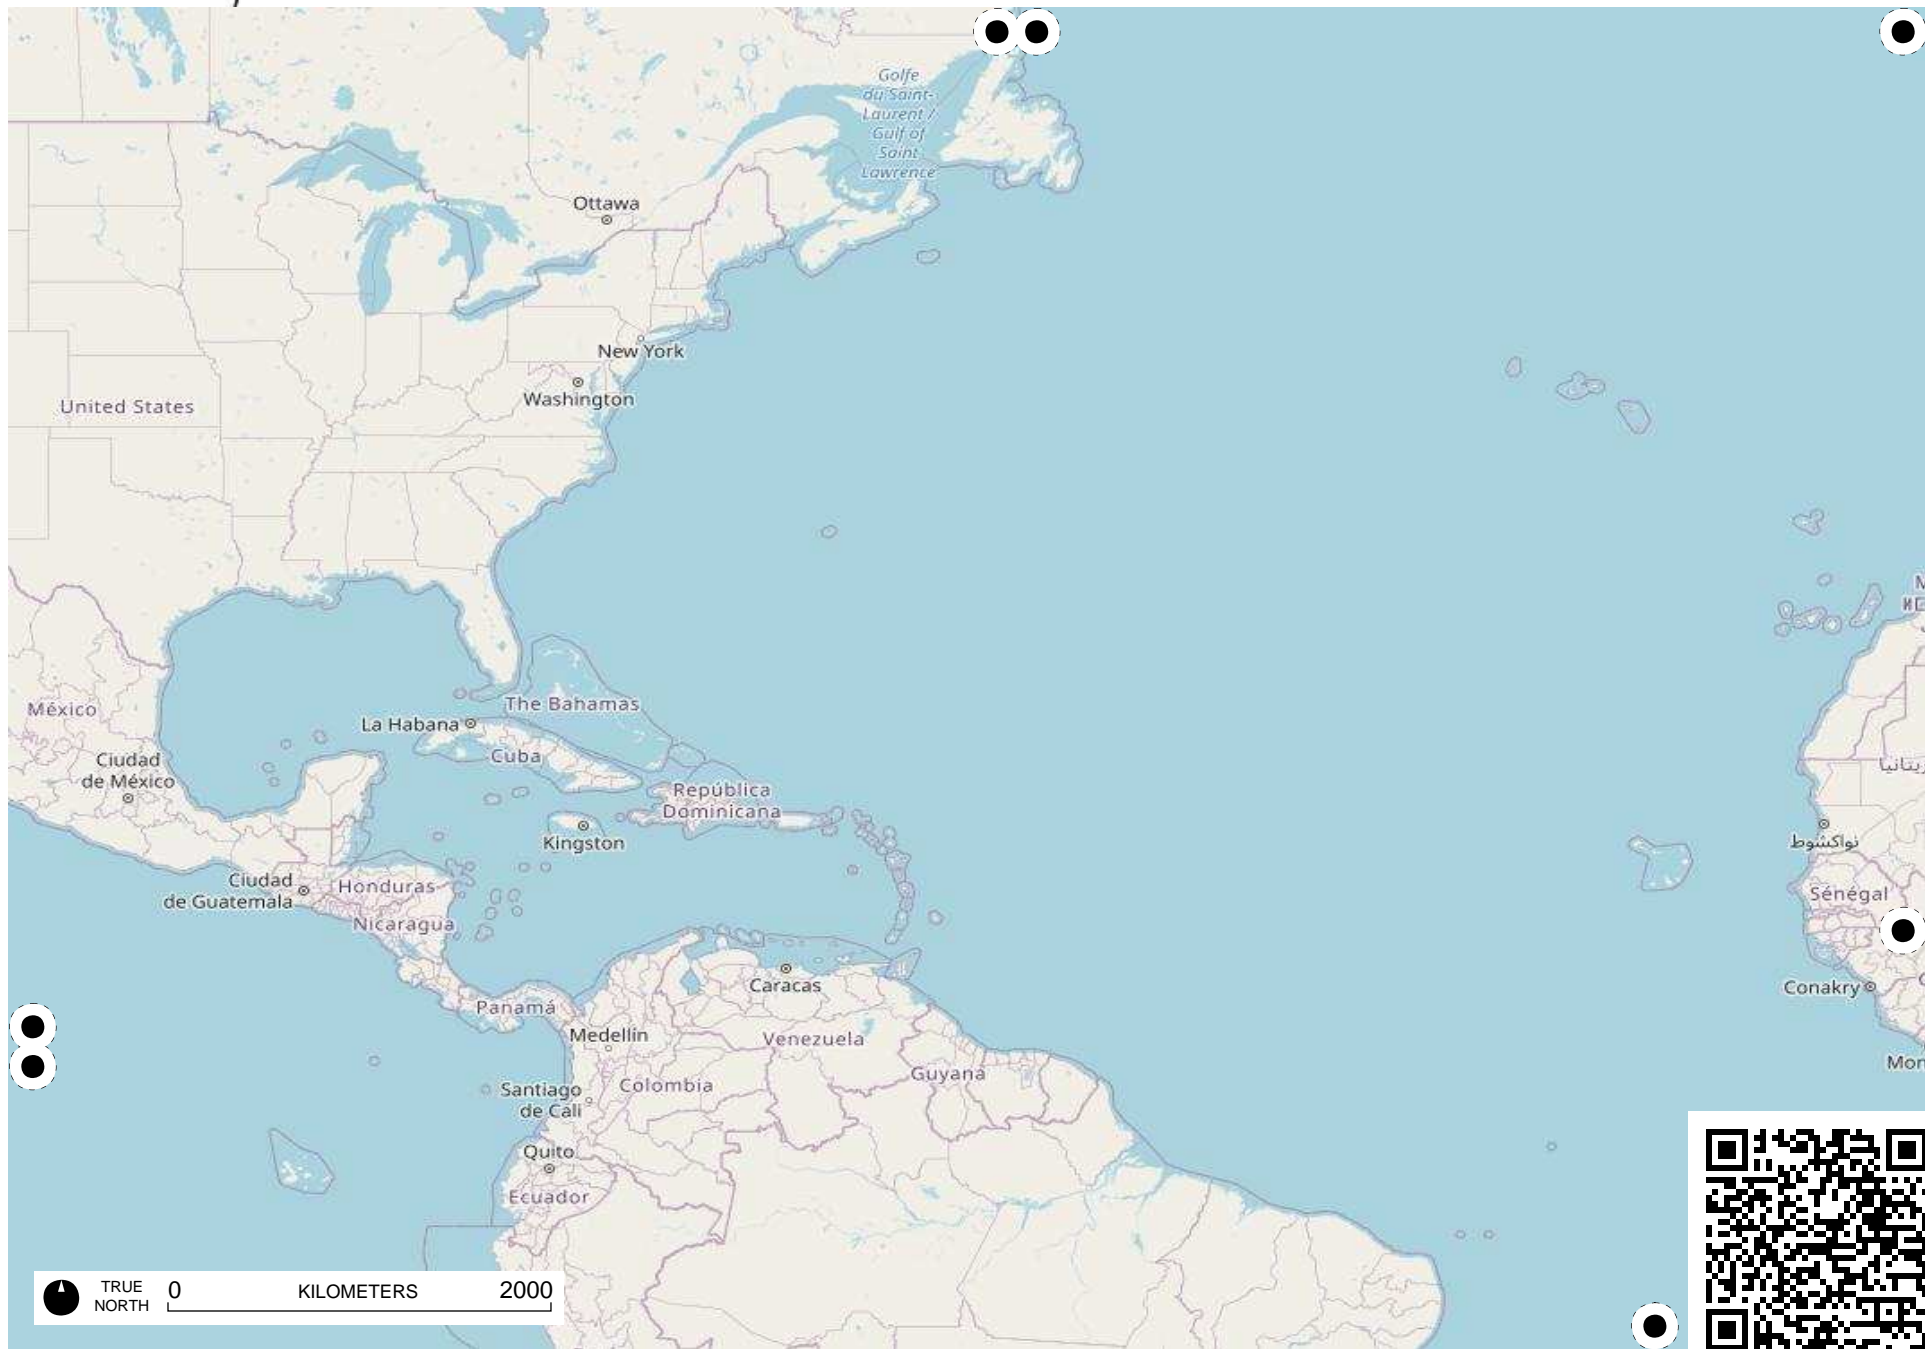 Golfe
du Saint-
Laurent /
Gulf of
Saint
Lawrence
Ottawa
New York
Washington
United States
México
Ciudad
de México
La Habana
The Bahamas
Cuba
República
Dominicana
Kingston
Ciudad
de Guatemala
Honduras
Nicaragua
Panamá
Caracas
Medellín
Venezuela
Guyana
Santiago
de Cali
Colombia
Quito
Ecuador
نواكشوط
Sénégal
Conakry
Mon
TRUE
NORTH
0 KILOMETERS 2000